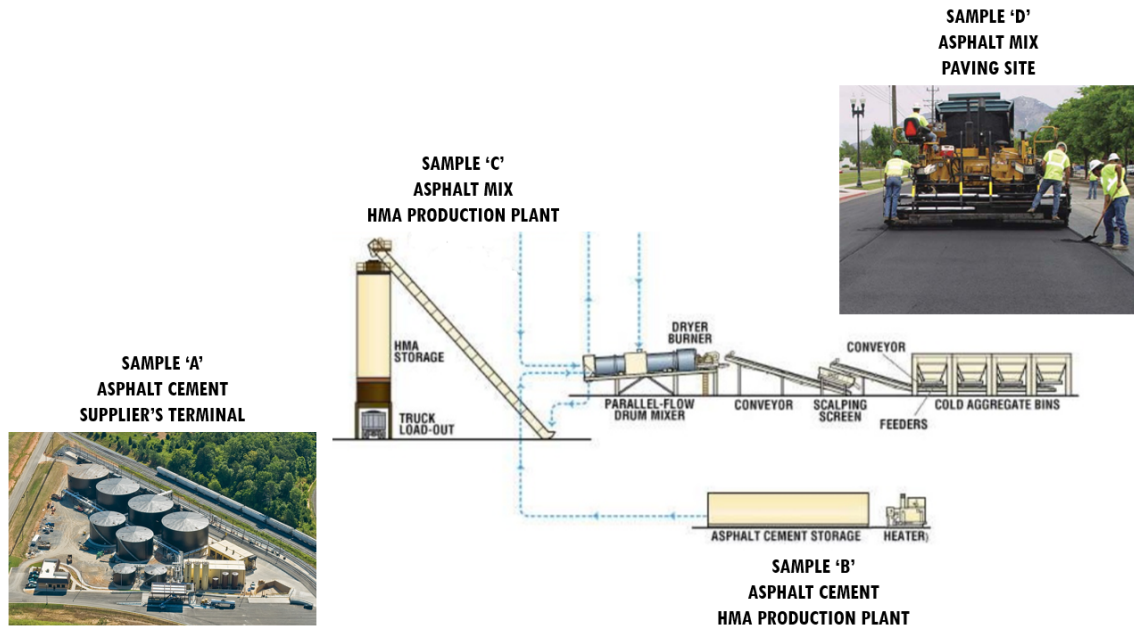 SAMPLE ‘D’
ASPHALT MIX
PAVING SITE
SAMPLE ‘C’
ASPHALT MIX
HMA PRODUCTION PLANT
SAMPLE ‘A’
ASPHALT CEMENT
SUPPLIER’S TERMINAL
HMA
STORAGE
TRUCK
LOAD-OUT
DRYER
BURNER
PARALLEL-FLOW
DRUM MIXER
CONVEYOR
SCALPING
SCREEN
CONVEYOR
FEEDERS
COLD AGGREGATE BINS
ASPHALT CEMENT STORAGE
HEATER)
SAMPLE ‘B’
ASPHALT CEMENT
HMA PRODUCTION PLANT